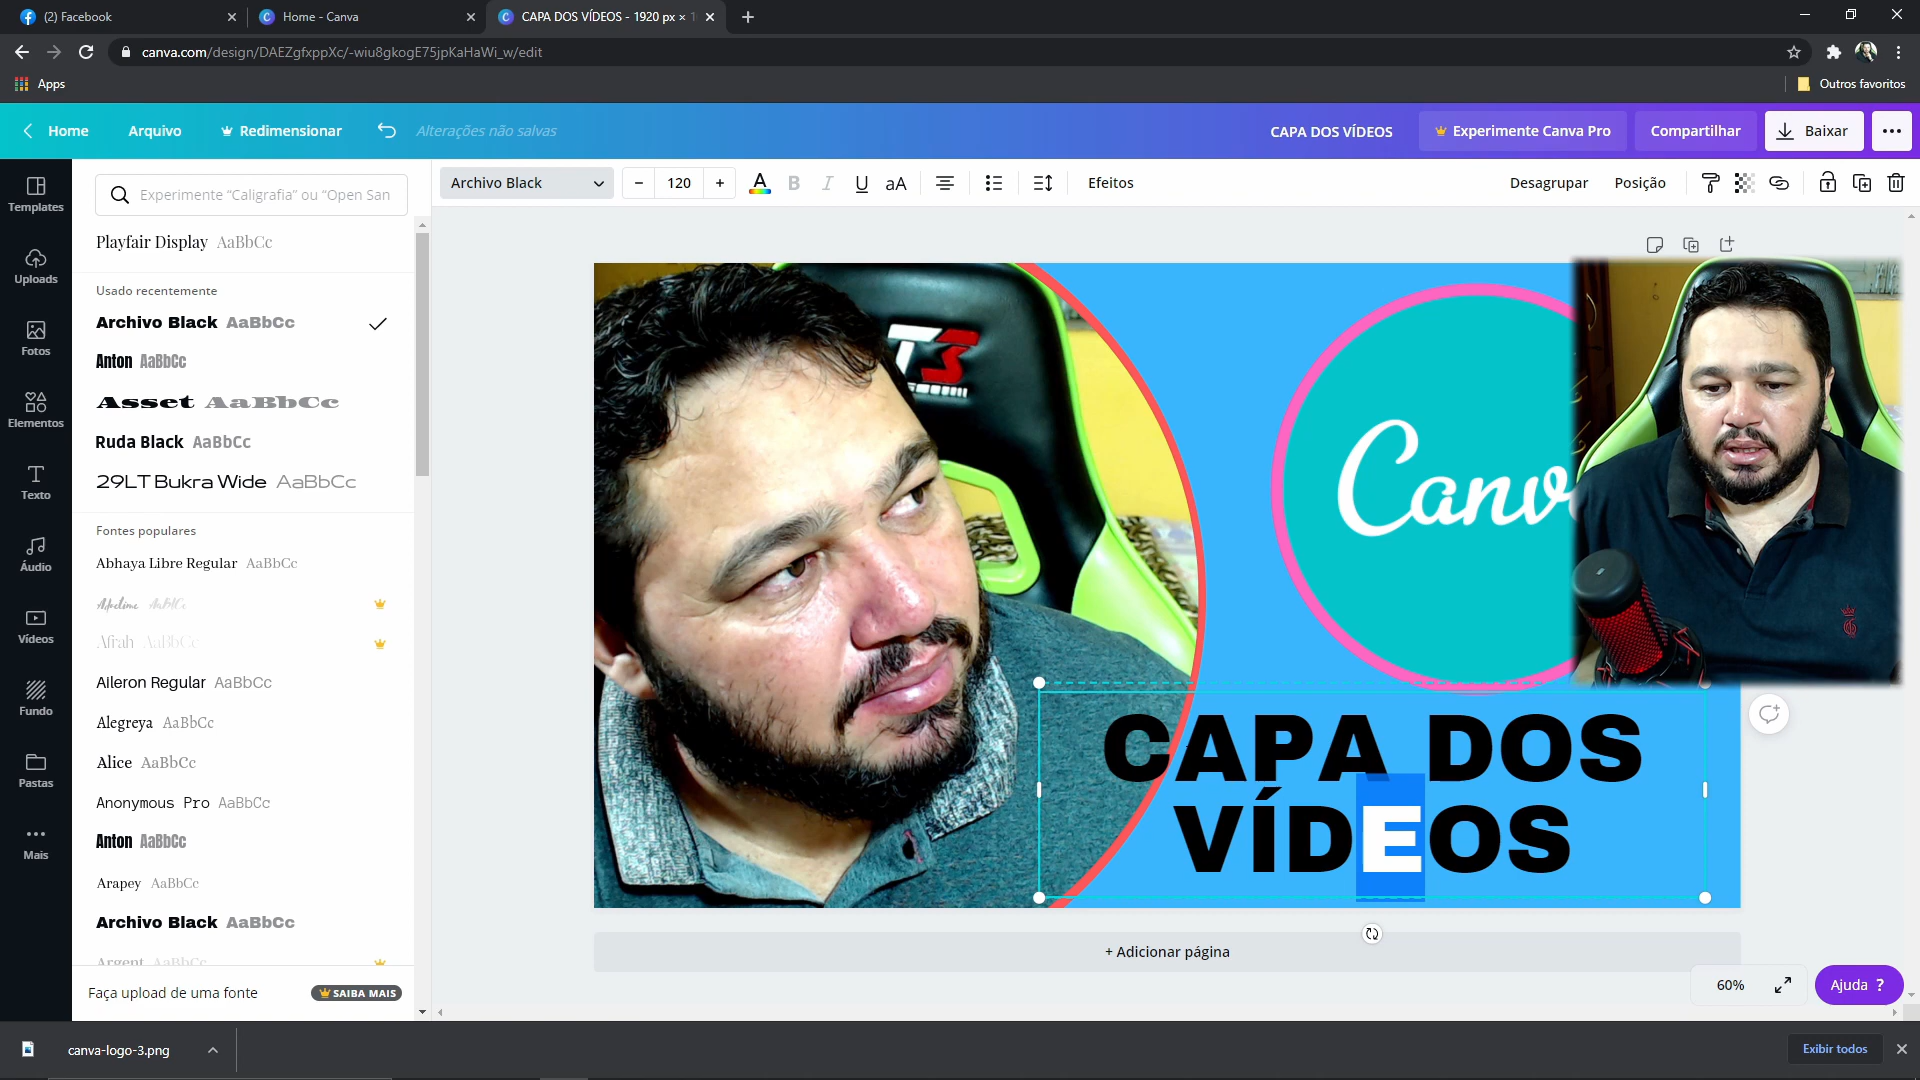 (2) Facebook
Home - Canva
CAPA DOS VÍDEOS - 1920 px × 1
canva.com/design/DAEZgfxppXc/-wiu8gkogE75jpKaHaWi_w/edit
Apps
Outros favoritos
Home
Arquivo
Redimensionar
Alterações não salvas
CAPA DOS VÍDEOS
Experimente Canva Pro
Compartilhar
Baixar
Archivo Black
120
A
B
I
U
aA
Efeitos
Desagrupar
Posição
Templates
Uploads
Fotos
Elementos
Texto
Áudio
Vídeos
Fundo
Pastas
Mais
Experimente “Caligrafia” ou “Open San
Playfair Display AaBbCc
Usado recentemente
Archivo Black AaBbCc
Anton AaBbCc
Asset AaBbCc
Ruda Black AaBbCc
29LT Bukra Wide AaBbCc
Fontes populares
Abhaya Libre Regular AaBbCc
Afrah AaBbCc
Aileron Regular AaBbCc
Alegreya AaBbCc
Alice AaBbCc
Anonymous Pro AaBbCc
Anton AaBbCc
Arapey AaBbCc
Archivo Black AaBbCc
Argent AaBbCc
Faça upload de uma fonte
SAIBA MAIS
T3
Canv
CAPA DOS
VÍDEOS
+ Adicionar página
60%
Ajuda ?
canva-logo-3.png
Exibir todos